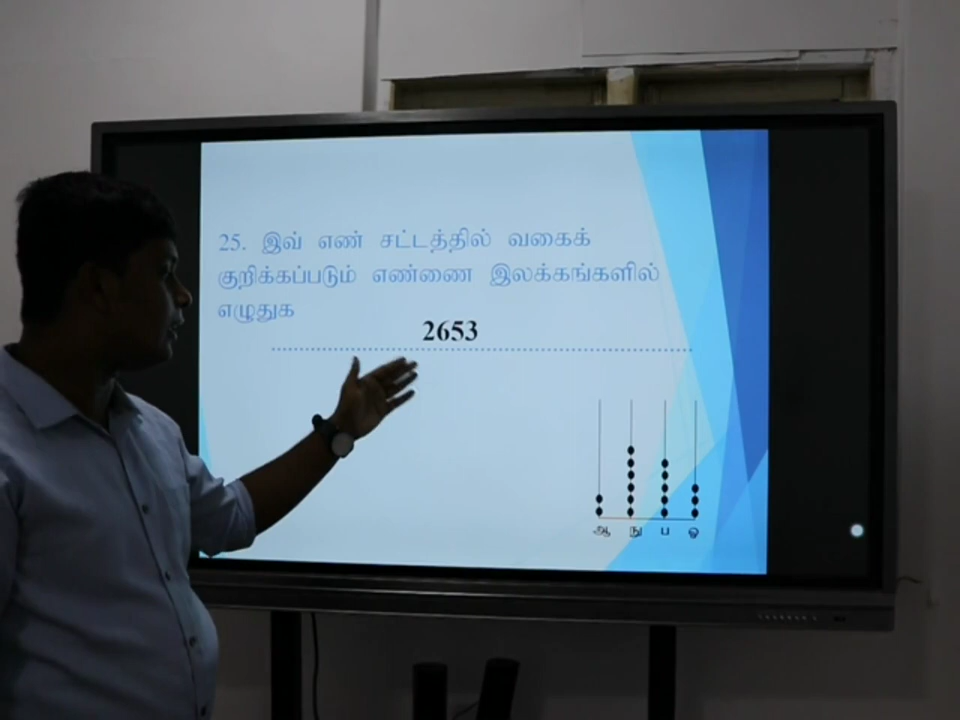 25. இவ் எண் சட்டத்தில் வகைக்
குறிக்கப்படும் எண்ணை இலக்கங்களில்
எழுதுக
2653
ஆ நு ப ஓ